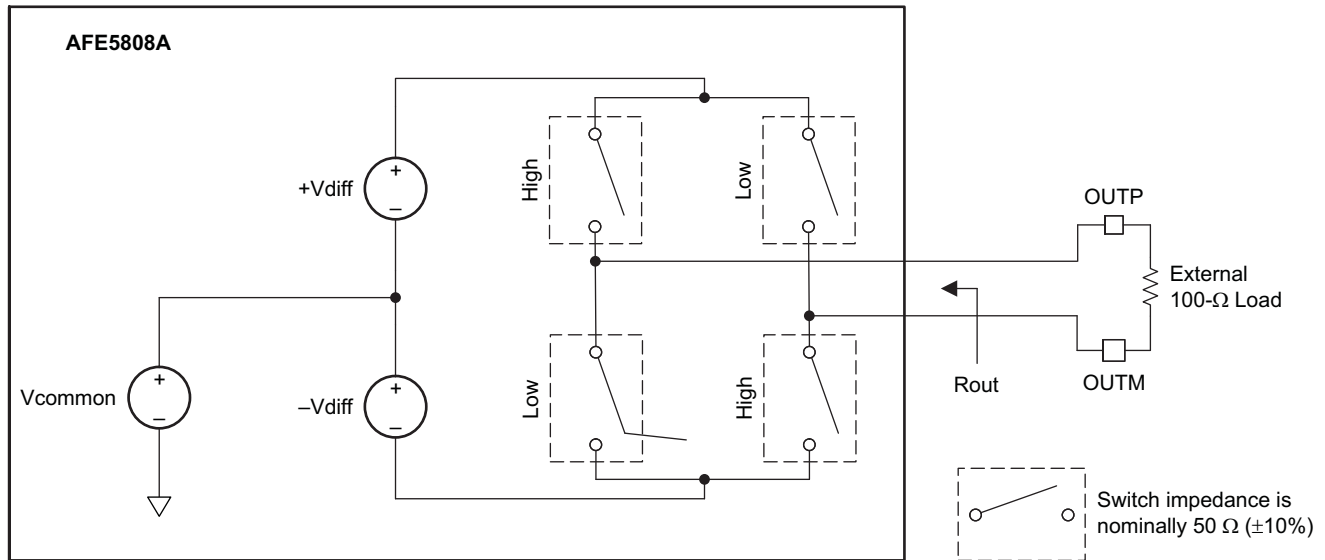 AFE5808A
+Vdiff
High
Low
OUTP
External
100-Ω Load
Vcommon
–Vdiff
Low
High
Rout
OUTM
Switch impedance is
nominally 50 Ω (±10%)